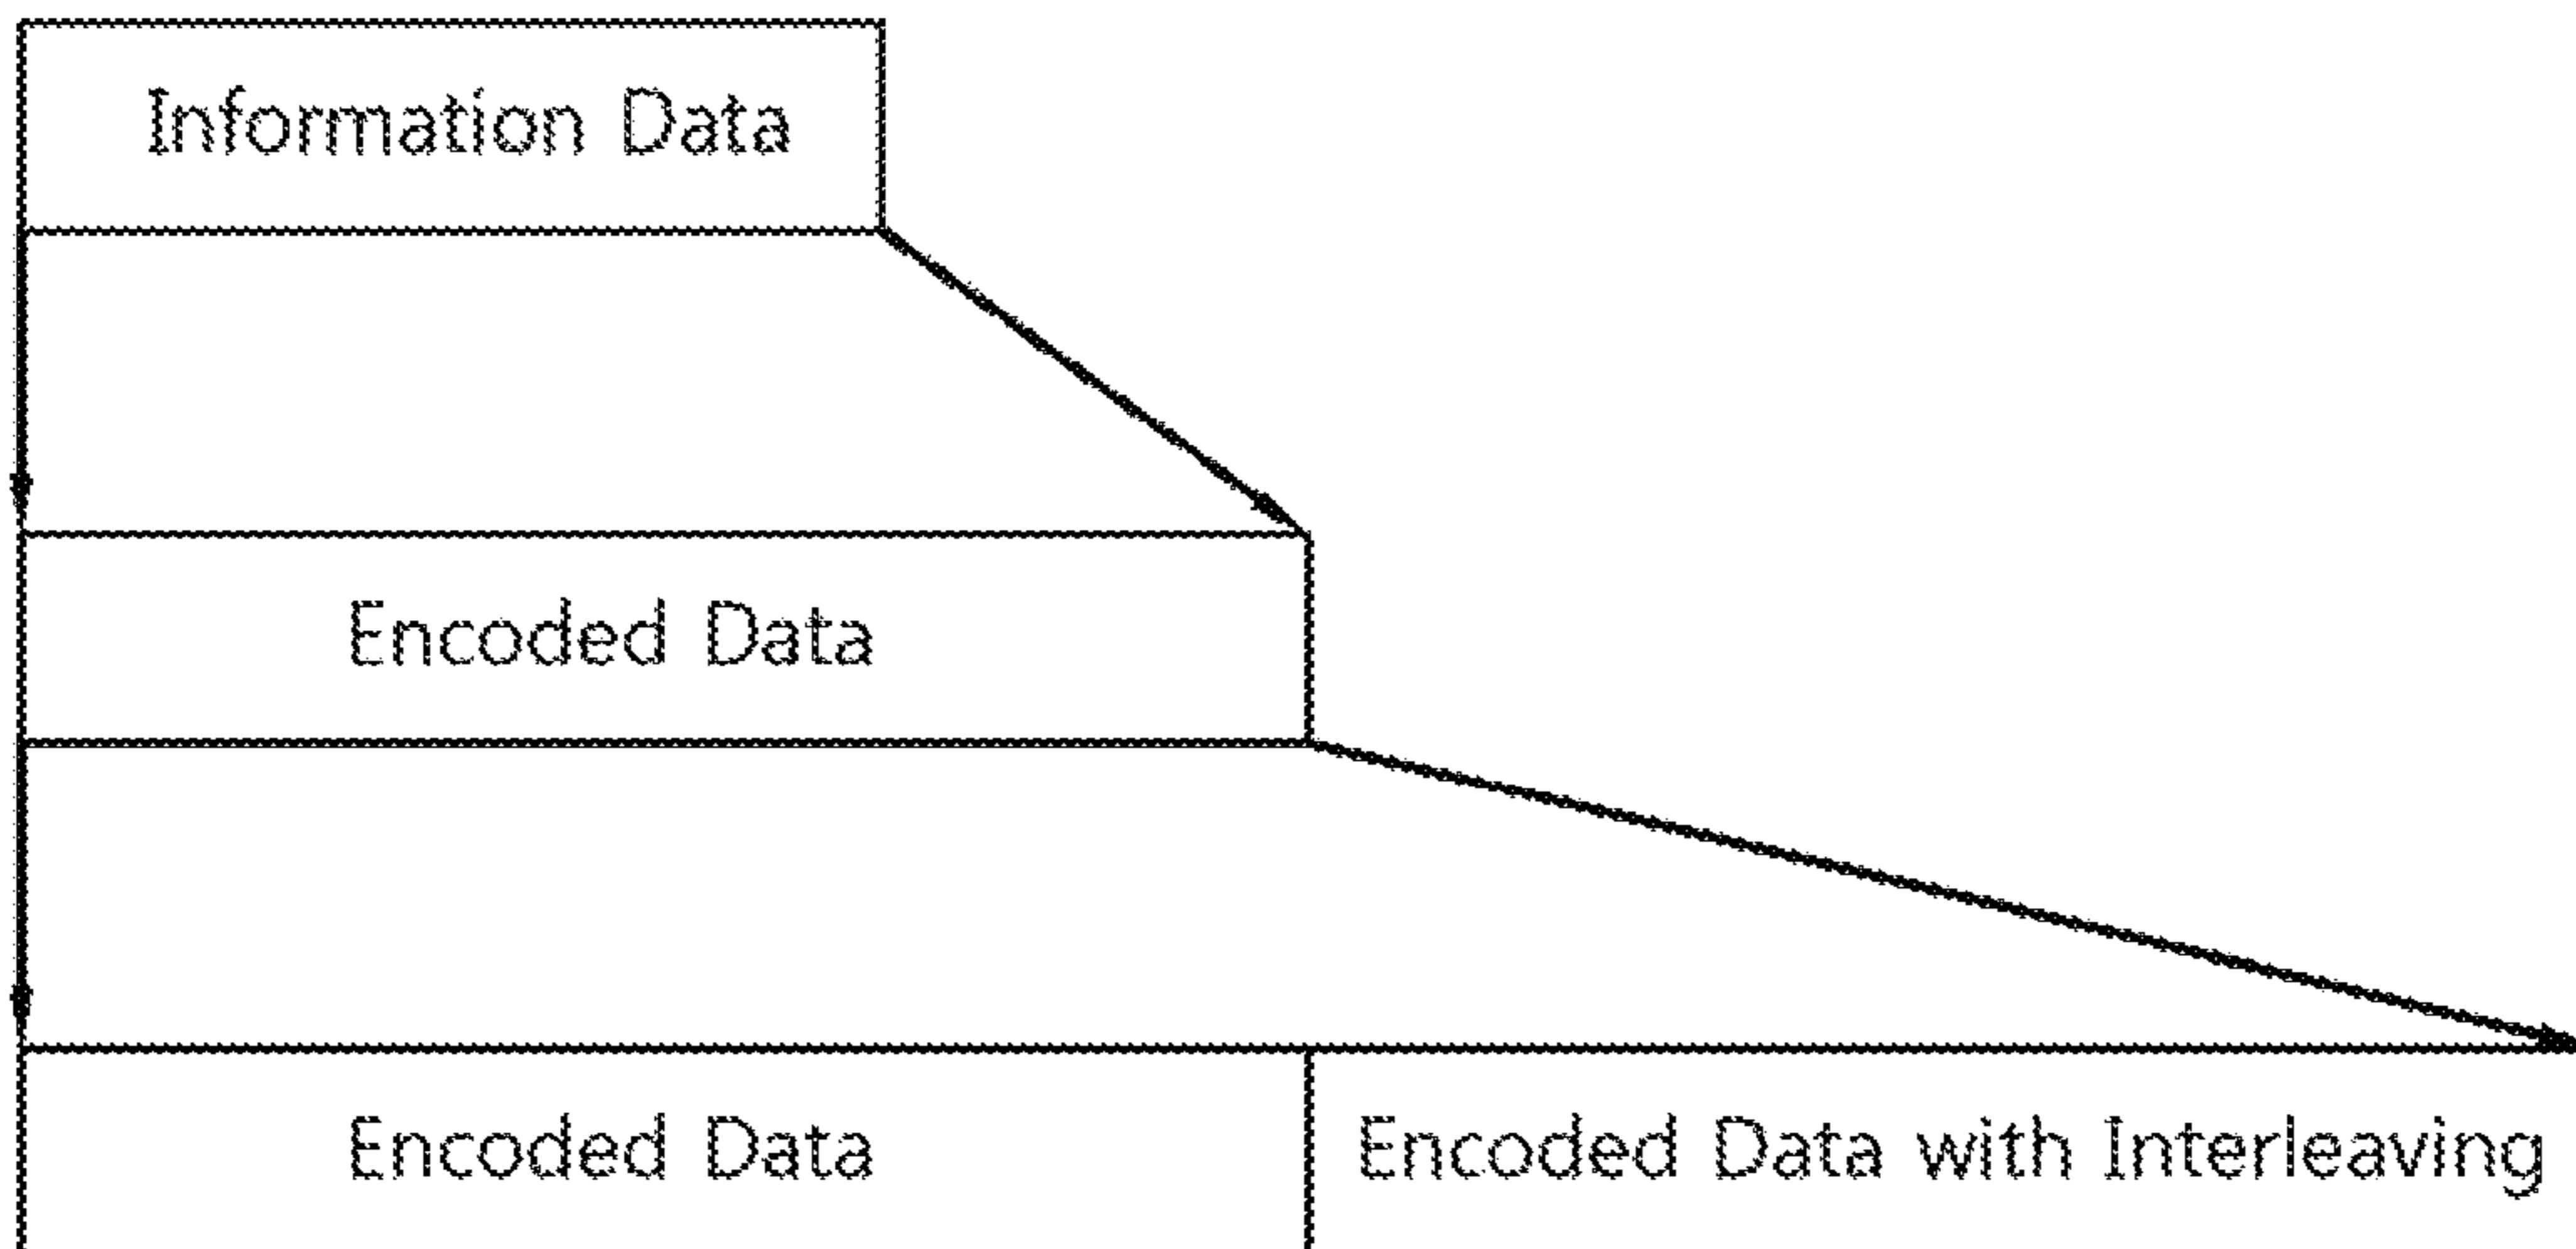 Information Data
Encoded Data
Encoded Data
Encoded Data with Interleaving